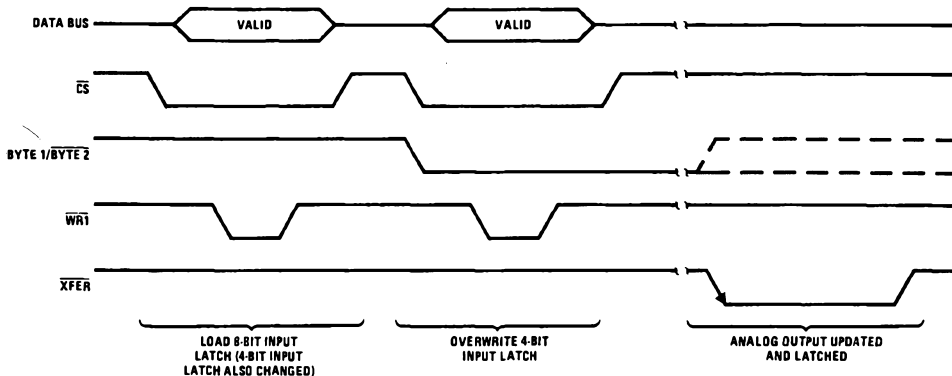 DATA BUS
VALID
VALID
CS
BYTE 1/BYTE 2
WR1
XFER
LOAD 8-BIT INPUT
LATCH (4-BIT INPUT
LATCH ALSO CHANGED)
OVERWRITE 4-BIT
INPUT LATCH
ANALOG OUTPUT UPDATED
AND LATCHED